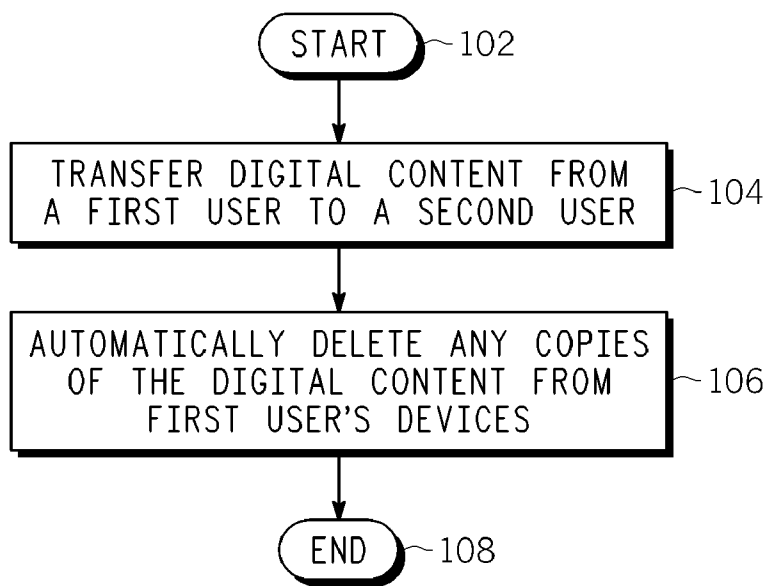 START 102
TRANSFER DIGITAL CONTENT FROM
A FIRST USER TO A SECOND USER
104
AUTOMATICALLY DELETE ANY COPIES
OF THE DIGITAL CONTENT FROM
FIRST USER'S DEVICES
106
END 108